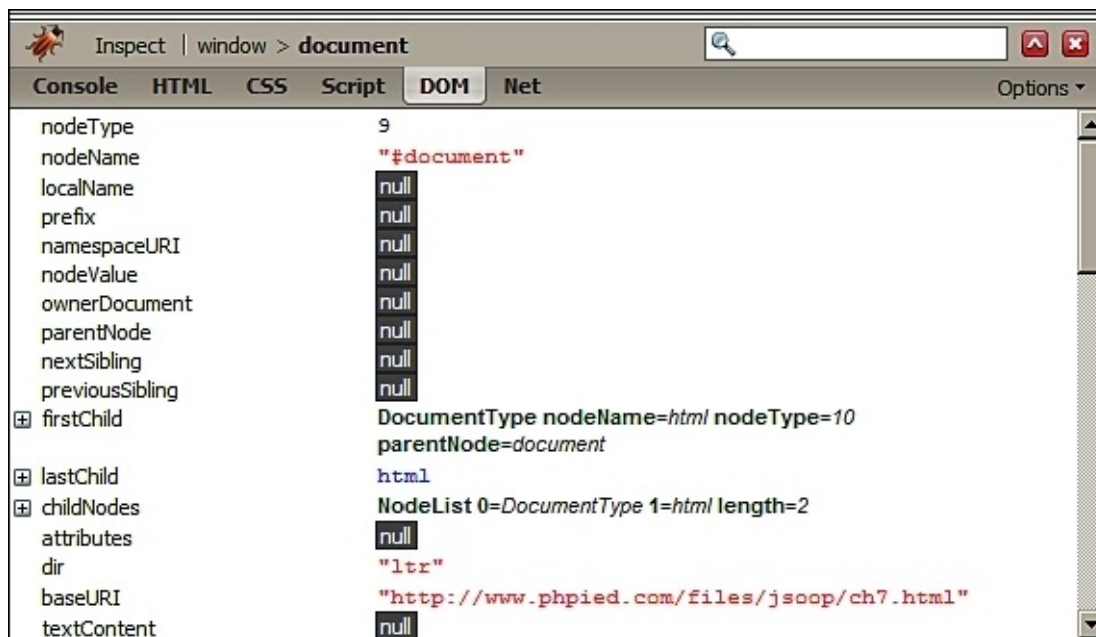 Inspect | window > document
Console HTML CSS Script DOM Net Options
nodeType 9
nodeName "#document"
localName null
prefix null
namespaceURI null
nodeValue null
ownerDocument null
parentNode null
nextSibling null
previousSibling null
firstChild DocumentType nodeName=html nodeType=10
parentNode=document
lastChild html
childNodes NodeList 0=DocumentType 1=html length=2
attributes null
dir "ltr"
baseURI "http://www.phpied.com/files/jsoop/ch7.html"
textContent null